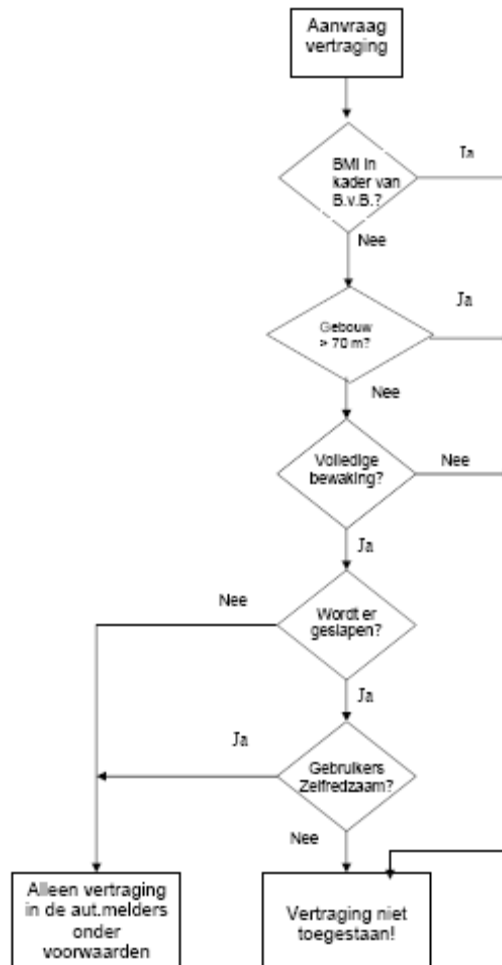 Aanvraag
vertraging
BMI in
kader van
B.v.B.?
Ja
Nee
Gebouw
> 70 m?
Ja
Nee
Volledige
bewaking?
Nee
Ja
Nee
Wordt er
geslapen?
Ja
Ja
Gebruikers
Zelfredzaam?
Nee
Alleen vertraging
in de aut.melders
onder
voorwaarden
Vertraging niet
toegestaan!